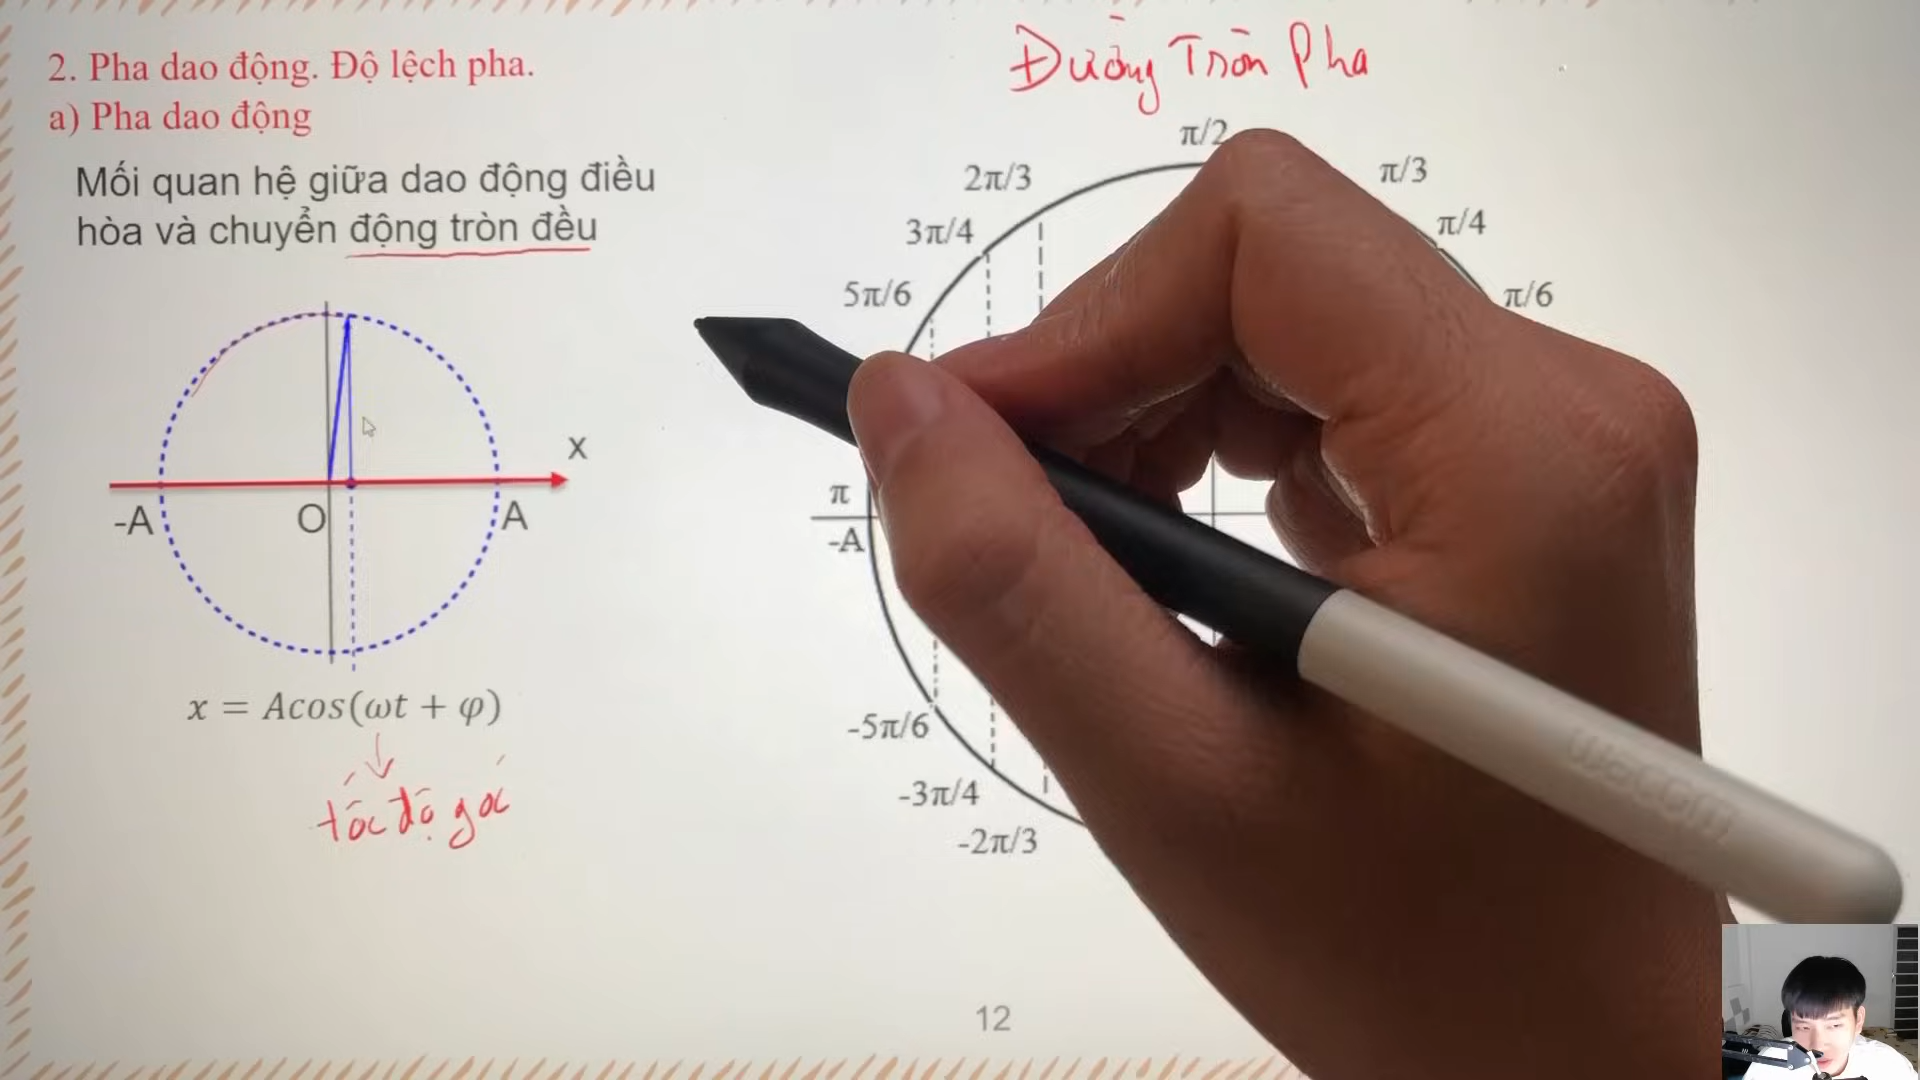 2. Pha dao động. Độ lệch pha.
a) Pha dao động
Mối quan hệ giữa dao động điều
hòa và chuyển động tròn đều
x
-A
O
A
x = Acos(ωt + φ)
tốc độ góc
Đường Tròn Pha
π/2
2π/3
π/3
3π/4
π/4
5π/6
π/6
π
-A
-5π/6
-3π/4
-2π/3
wacom
12